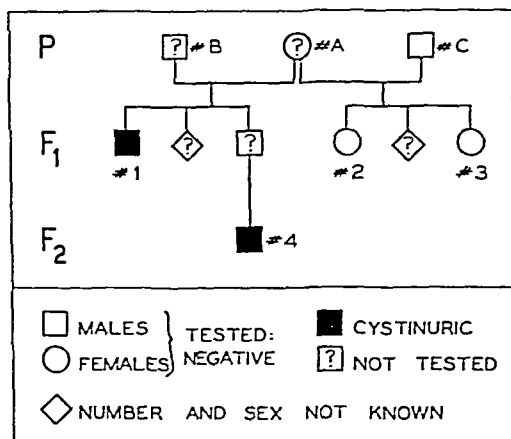 P ? #B ? #A #C
F1 #1 ? ? #2 ? #3
F2 #4
MALES
FEMALES
TESTED:
NEGATIVE
CYSTINURIC
? NOT TESTED
NUMBER AND SEX NOT KNOWN